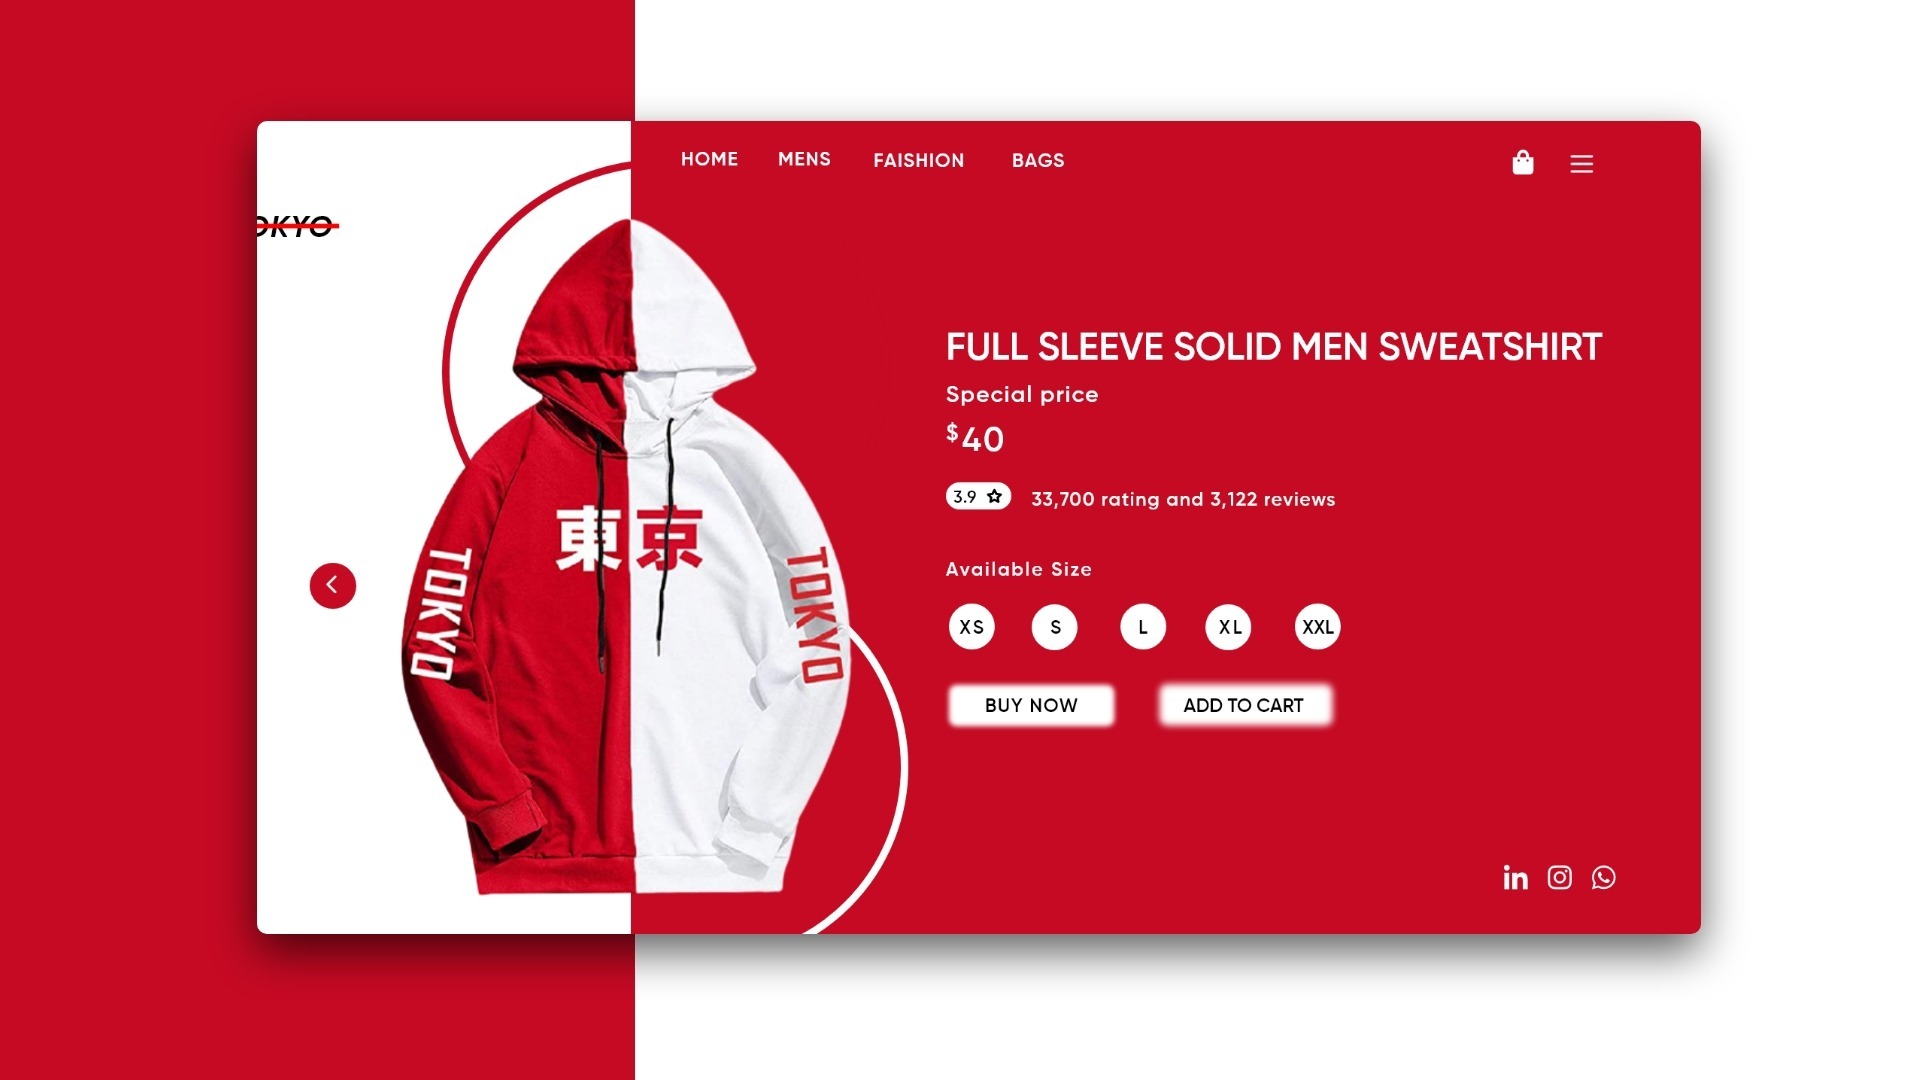 HOME MENS FAISHION BAGS
OKYO
FULL SLEEVE SOLID MEN SWEATSHIRT
Special price
$40
3.9 33,700 rating and 3,122 reviews
東京
TOKYO
TOKYO
Available Size
XS S L XL XXL
BUY NOW ADD TO CART
in